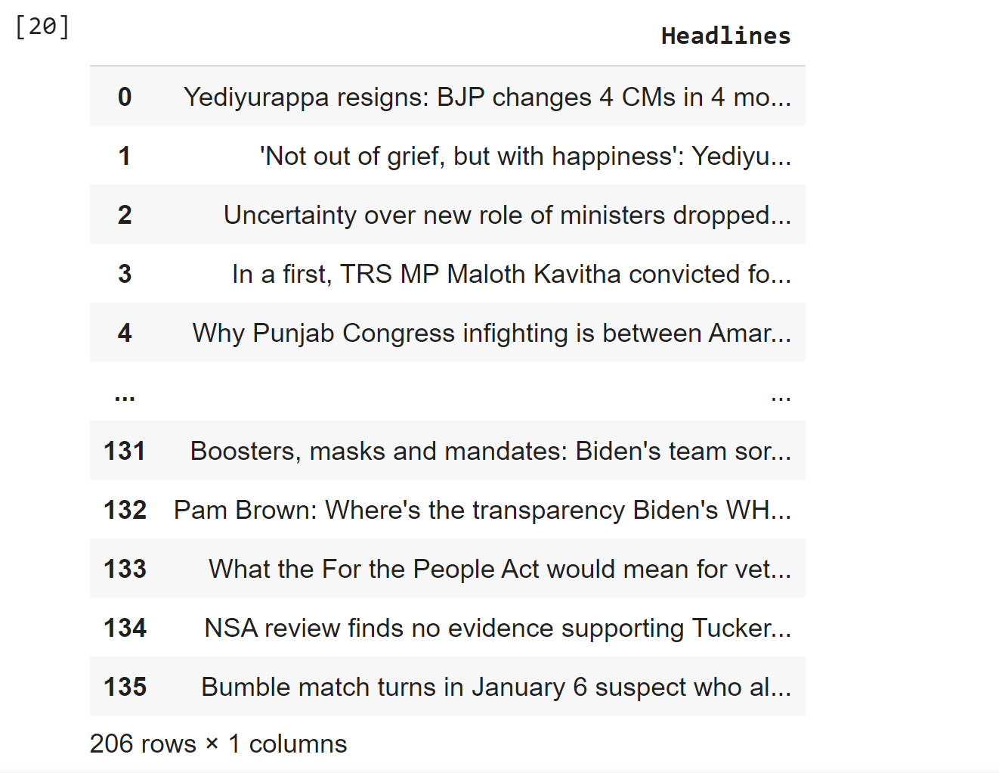 [20]
Headlines
0 Yediyurappa resigns: BJP changes 4 CMs in 4 mo...
1 'Not out of grief, but with happiness': Yediyu...
2 Uncertainty over new role of ministers dropped...
3 In a first, TRS MP Maloth Kavitha convicted fo...
4 Why Punjab Congress infighting is between Amar...
... ...
131 Boosters, masks and mandates: Biden's team sor...
132 Pam Brown: Where's the transparency Biden's WH...
133 What the For the People Act would mean for vet...
134 NSA review finds no evidence supporting Tucker...
135 Bumble match turns in January 6 suspect who al...
206 rows × 1 columns